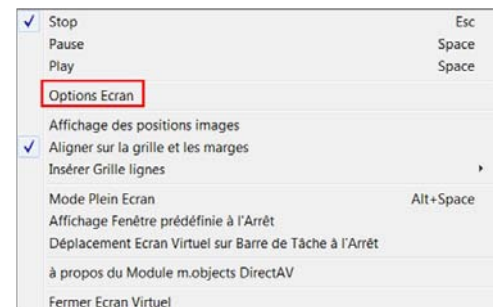 Stop Esc
Pause Space
Play Space
Options Ecran
Affichage des positions images
Aligner sur la grille et les marges
Insérer Grille lignes
Mode Plein Ecran Alt+Space
Affichage Fenêtre prédéfinie à l'Arrêt
Déplacement Ecran Virtuel sur Barre de Tâche à l'Arrêt
à propos du Module m.objects DirectAV
Fermer Ecran Virtuel